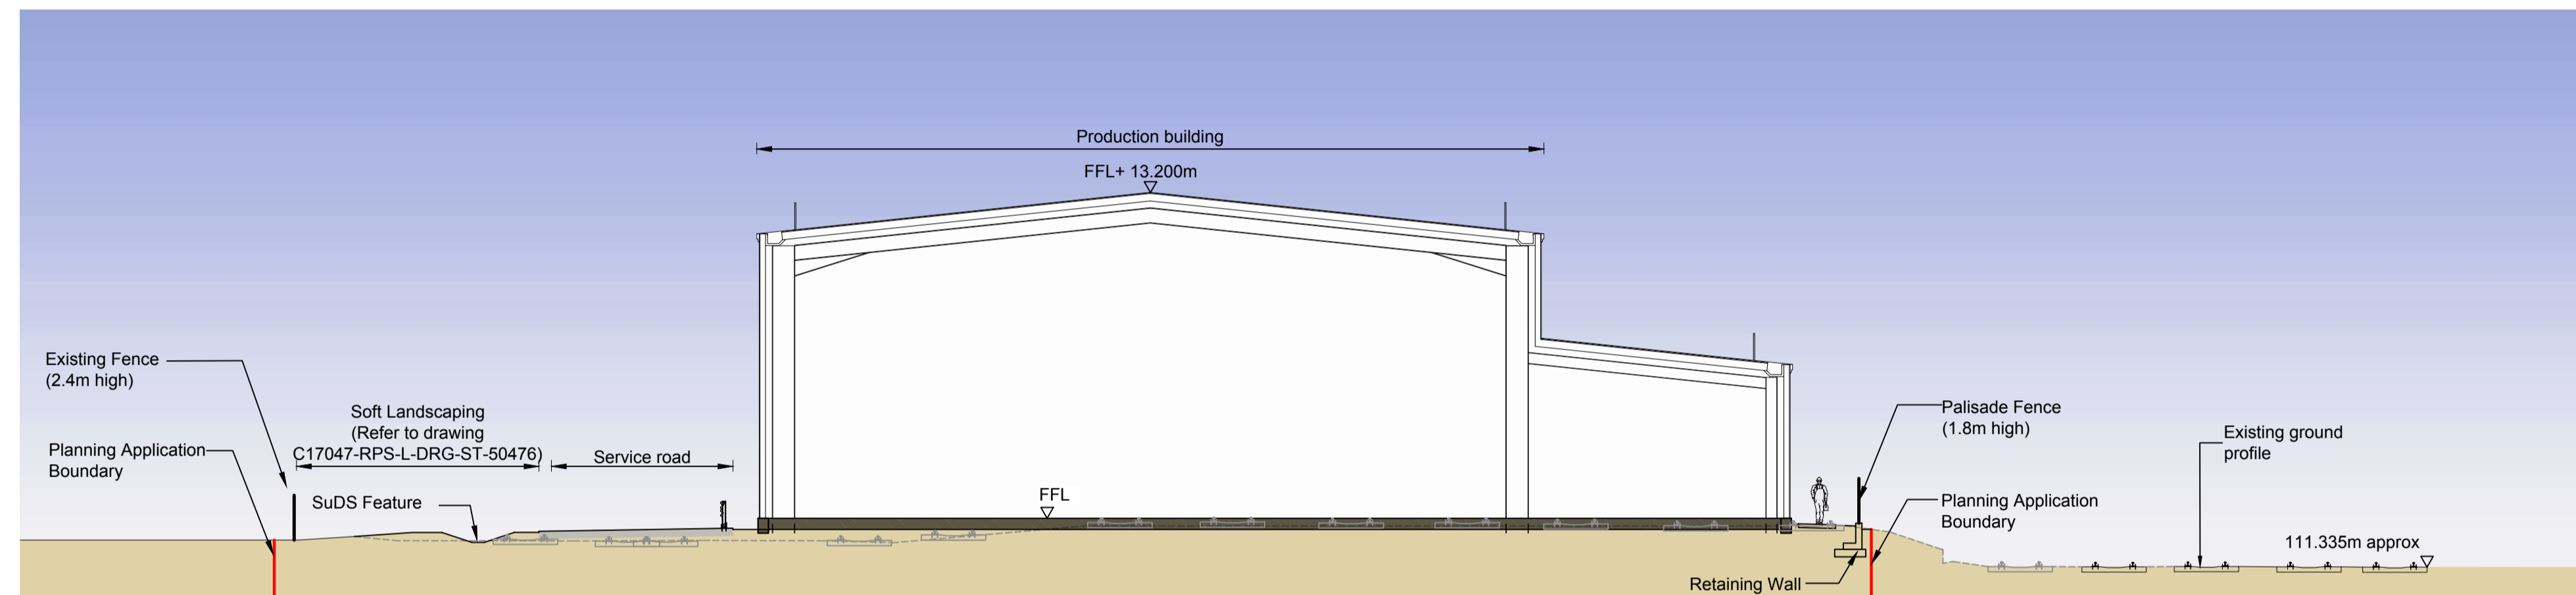 Production building
FFL+ 13.200m
Existing Fence
(2.4m high)
Soft Landscaping
(Refer to drawing
C17047-RPS-L-DRG-ST-50476)
Planning Application
Boundary
Service road
SuDS Feature
FFL
Palisade Fence
(1.8m high)
Existing ground
profile
Planning Application
Boundary
111.335m approx
Retaining Wall